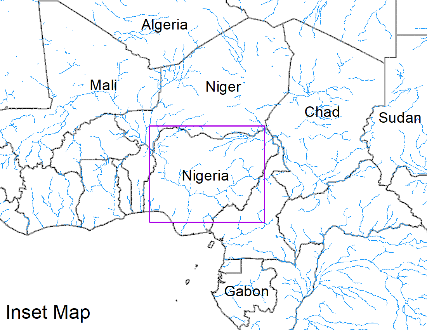 Algeria
Mali
Niger
Chad
Sudan
Nigeria
Gabon
Inset Map